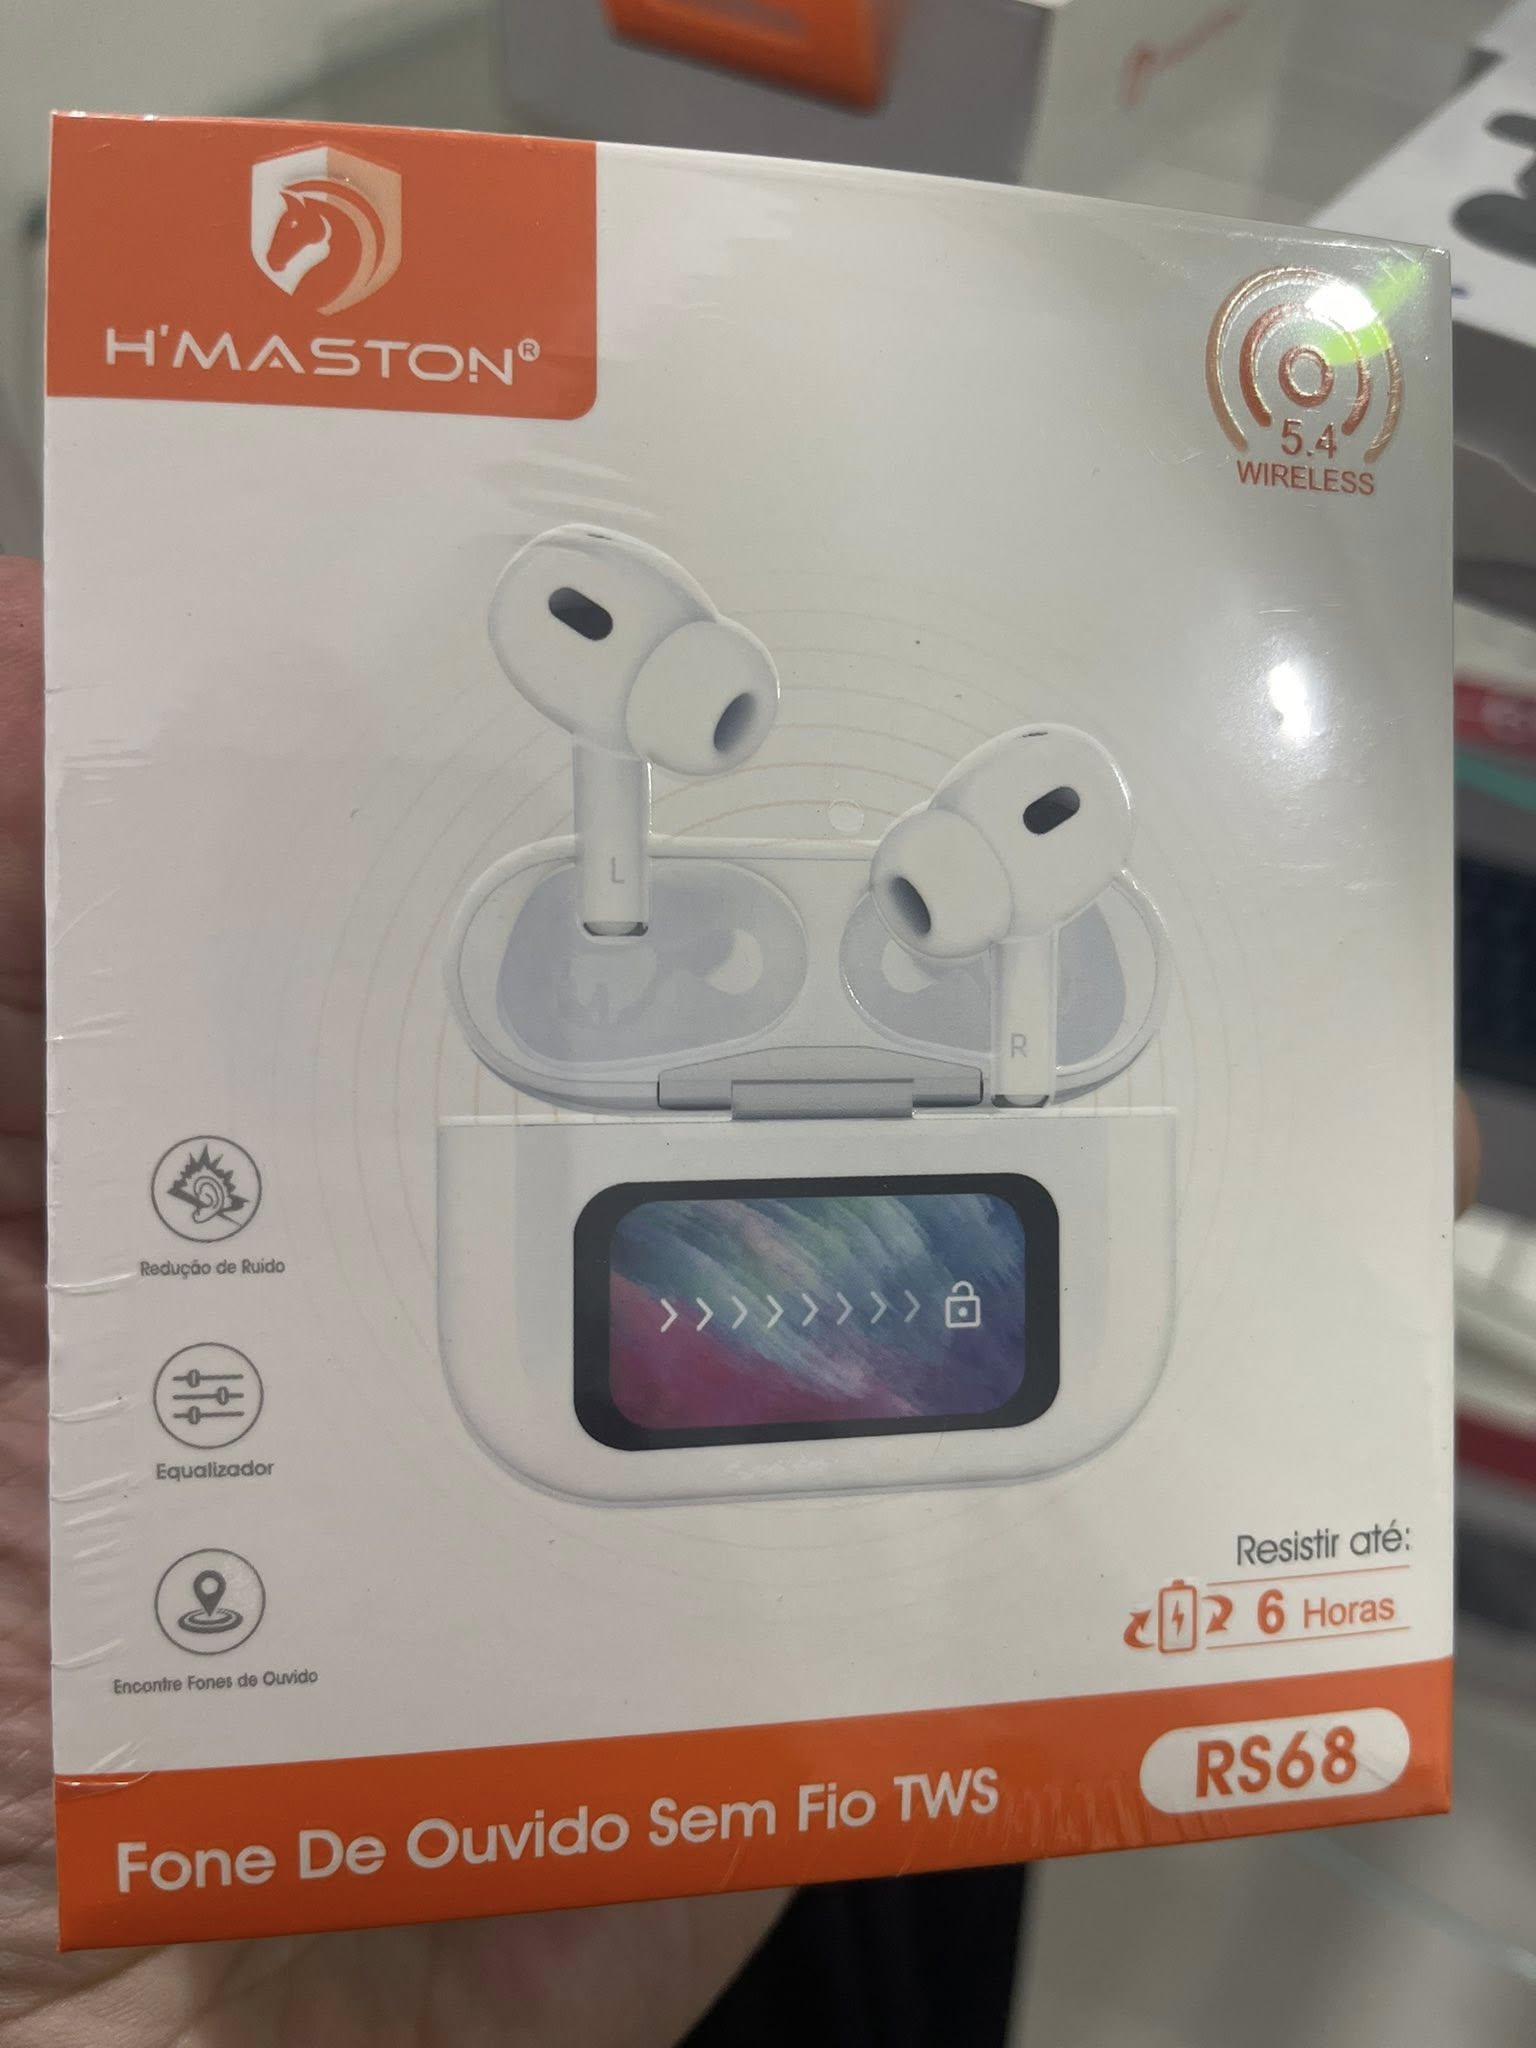 H'MASTON®
5.4
WIRELESS
L
R
Redução de Ruído
Equalizador
Encontre Fones de Ouvido
Resistir até:
6 Horas
Fone De Ouvido Sem Fio TWS
RS68